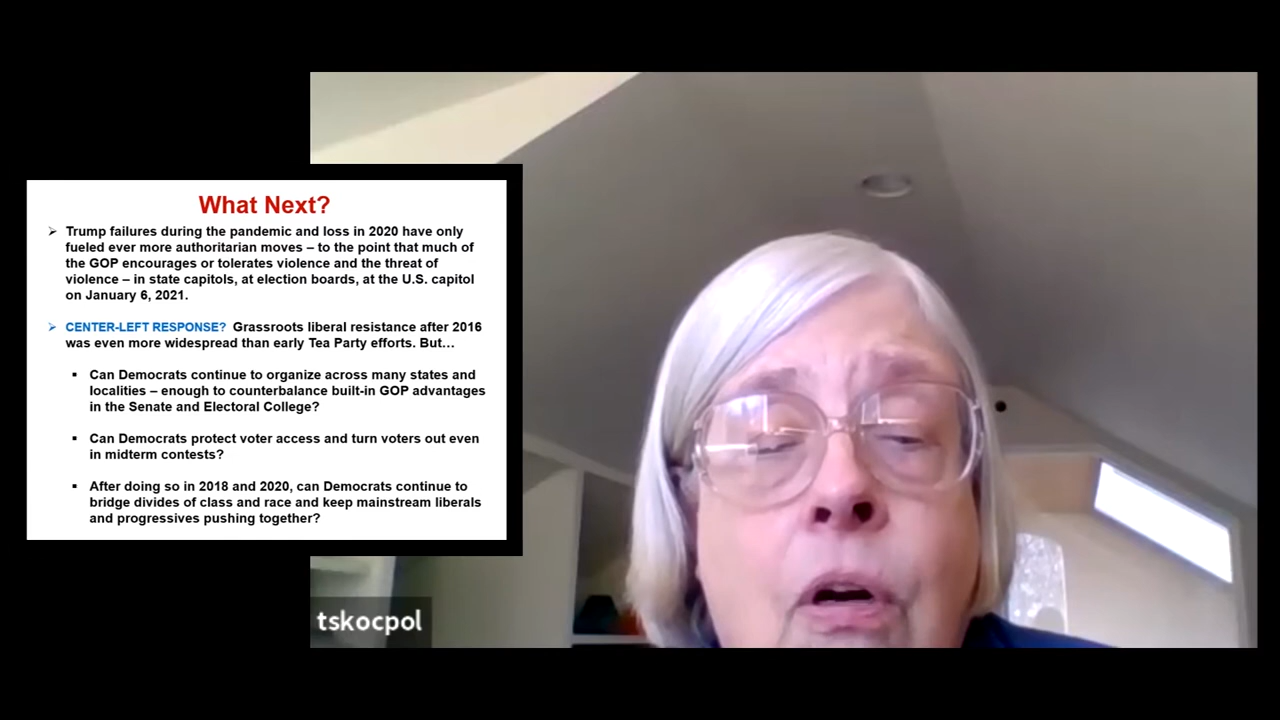 What Next?
➢ Trump failures during the pandemic and loss in 2020 have only
fueled ever more authoritarian moves – to the point that much of
the GOP encourages or tolerates violence and the threat of
violence – in state capitols, at election boards, at the U.S. capitol
on January 6, 2021.
➢ CENTER-LEFT RESPONSE? Grassroots liberal resistance after 2016
was even more widespread than early Tea Party efforts. But…
▪ Can Democrats continue to organize across many states and
localities – enough to counterbalance built-in GOP advantages
in the Senate and Electoral College?
▪ Can Democrats protect voter access and turn voters out even
in midterm contests?
▪ After doing so in 2018 and 2020, can Democrats continue to
bridge divides of class and race and keep mainstream liberals
and progressives pushing together?
tskocpol